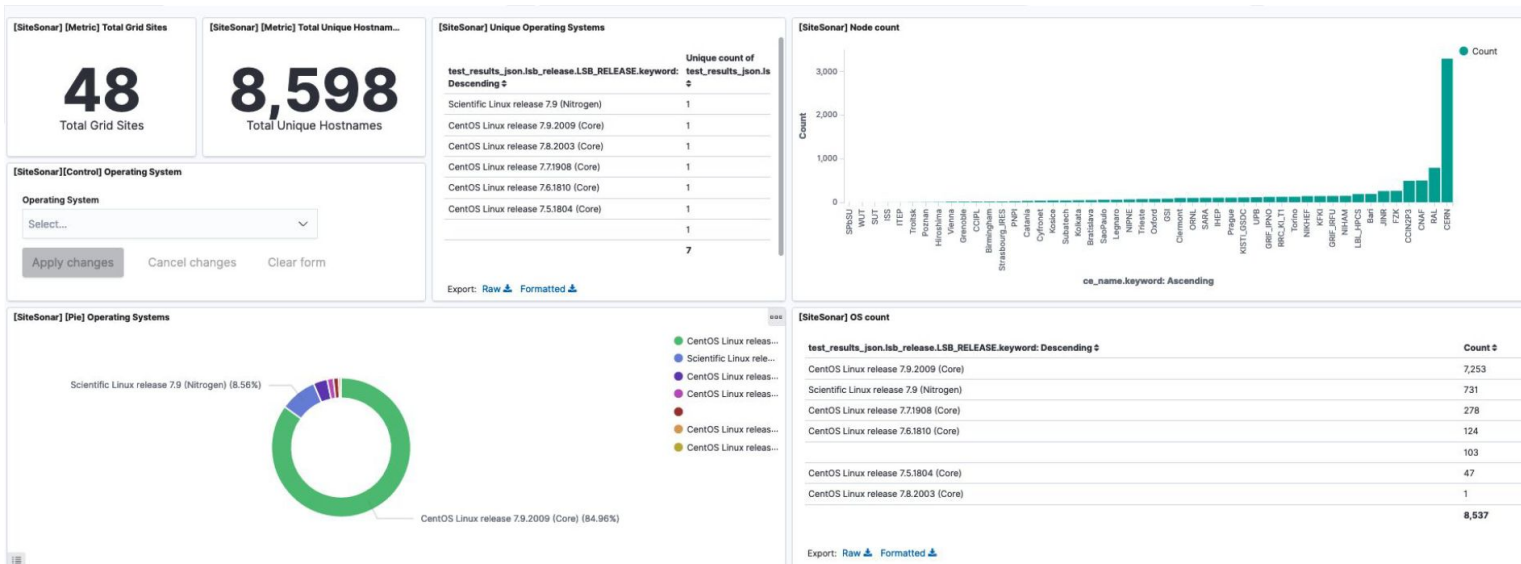 [SiteSonar] [Metric] Total Grid Sites
48
Total Grid Sites
[SiteSonar] [Metric] Total Unique Hostnam...
8,598
Total Unique Hostnames
[SiteSonar][Control] Operating System
Operating System
Select...
Apply changes Cancel changes Clear form
[SiteSonar] Unique Operating Systems
Unique count of
test_results_json.lsb_release.LSB_RELEASE.keyword: test_results_json.ls
Descending
Scientific Linux release 7.9 (Nitrogen) 1
CentOS Linux release 7.9.2009 (Core) 1
CentOS Linux release 7.8.2003 (Core) 1
CentOS Linux release 7.7.1908 (Core) 1
CentOS Linux release 7.6.1810 (Core) 1
CentOS Linux release 7.5.1804 (Core) 1
1
7
Export: Raw Formatted
[SiteSonar] Node count
Count
3,000
2,000
1,000
0
Count
SPbSU
WUT
SUT
ISS
ITEP
Troitsk
Poznan
Hiroshima
Vienna
Grenoble
CCIPL
Birmingham
Strasbourg_IRES
PNPI
Catania
Cyfronet
Kosice
Subatech
Kolkata
Bratislava
SaoPaulo
Legnaro
NIPNE
Trieste
Oxford
GSI
Clermont
ORNL
SARA
IHEP
Prague
KISTI_GSDC
UPB
GRIF_IPNO
RRC_KI_T1
Torino
NIKHEF
KFKI
GRIF_IRFU
NIHAM
LBL_HPCS
Bari
JINR
FZK
CCIN2P3
CNAF
RAL
CERN
ce_name.keyword: Ascending
[SiteSonar] [Pie] Operating Systems
Scientific Linux release 7.9 (Nitrogen) (8.56%)
CentOS Linux release 7.9.2009 (Core) (84.96%)
CentOS Linux releas...
Scientific Linux rele...
CentOS Linux releas...
CentOS Linux releas...
CentOS Linux releas...
CentOS Linux releas...
[SiteSonar] OS count
test_results_json.lsb_release.LSB_RELEASE.keyword: Descending Count
CentOS Linux release 7.9.2009 (Core) 7,253
Scientific Linux release 7.9 (Nitrogen) 731
CentOS Linux release 7.7.1908 (Core) 278
CentOS Linux release 7.6.1810 (Core) 124
103
CentOS Linux release 7.5.1804 (Core) 47
CentOS Linux release 7.8.2003 (Core) 1
8,537
Export: Raw Formatted